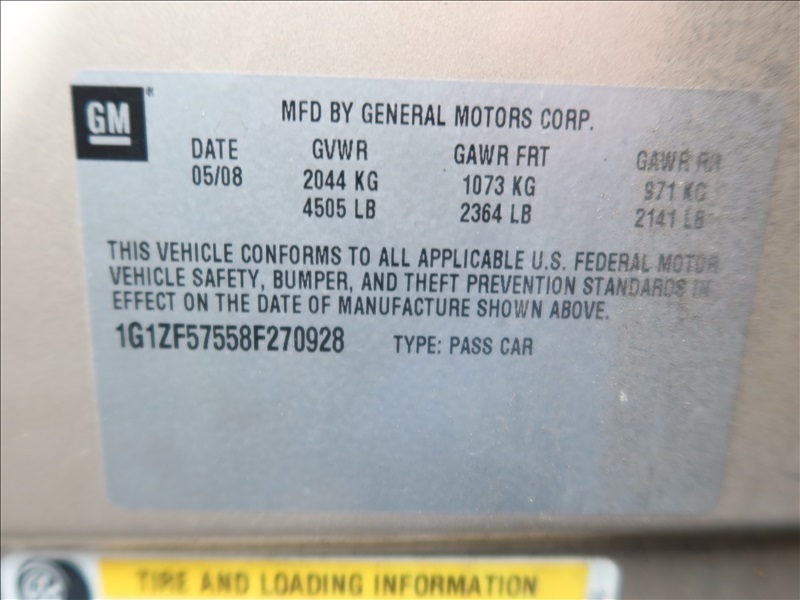 GM
MFD BY GENERAL MOTORS CORP.
DATE GVWR GAWR FRT GAWR RR
05/08 2044 KG 1073 KG 971 KG
4505 LB 2364 LB 2141 LB
THIS VEHICLE CONFORMS TO ALL APPLICABLE U.S. FEDERAL MOTOR
VEHICLE SAFETY, BUMPER, AND THEFT PREVENTION STANDARDS IN
EFFECT ON THE DATE OF MANUFACTURE SHOWN ABOVE.
1G1ZF57558F270928 TYPE: PASS CAR
TIRE AND LOADING INFORMATION